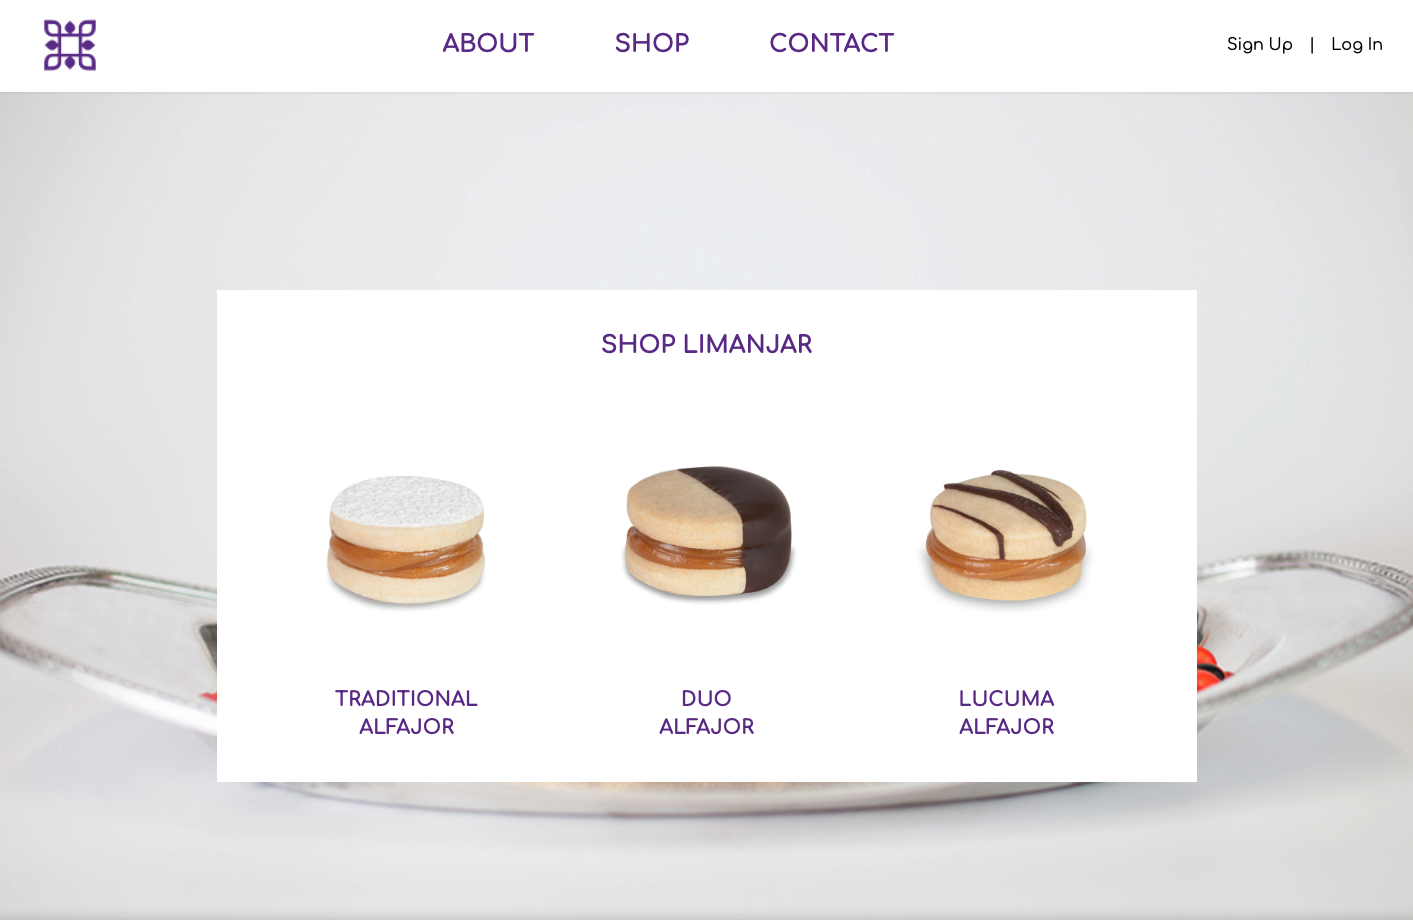 ABOUT SHOP CONTACT Sign Up | Log In
SHOP LIMANJAR
TRADITIONAL
ALFAJOR
DUO
ALFAJOR
LUCUMA
ALFAJOR